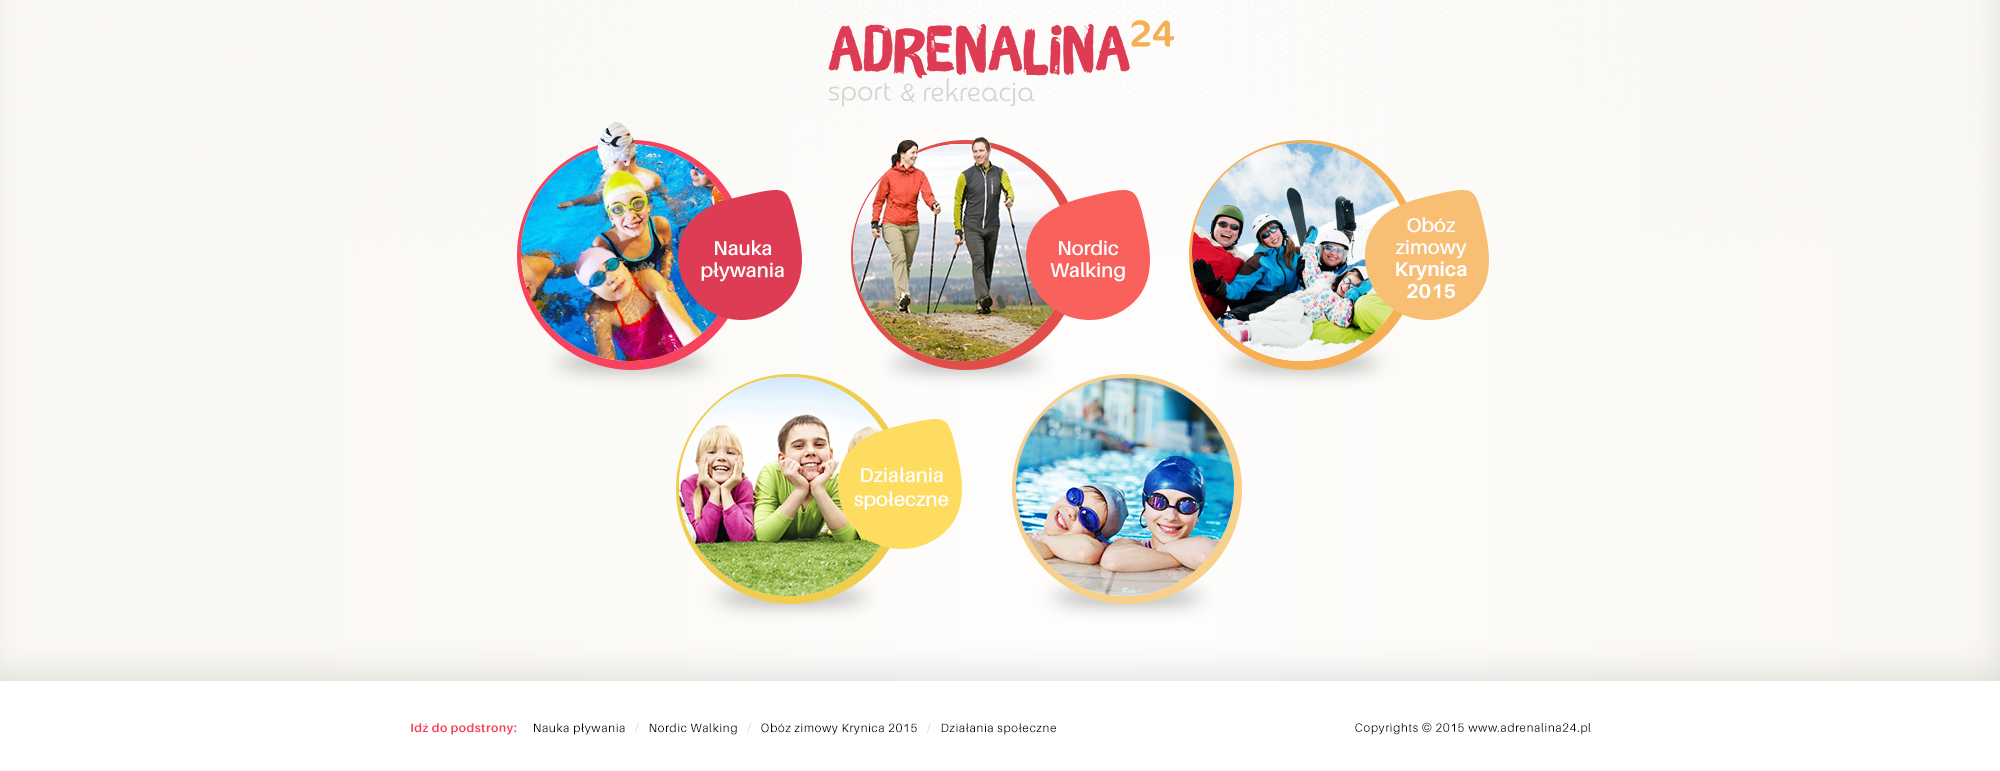 ADRENALINA24
sport & rekreacja
Nauka
pływania
Nordic
Walking
Obóz
zimowy
Krynica
2015
Działania
społeczne
Idź do podstrony: Nauka pływania / Nordic Walking / Obóz zimowy Krynica 2015 / Działania społeczne
Copyrights © 2015 www.adrenalina24.pl